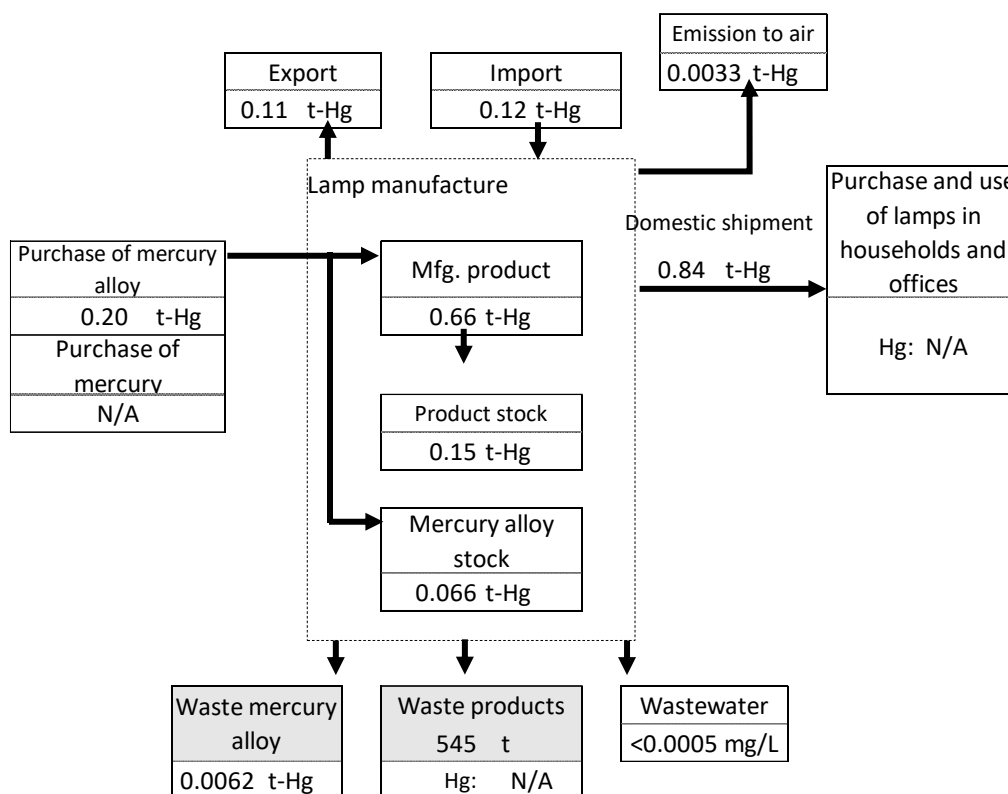 Emission to air
0.0033 t-Hg
Export
0.11 t-Hg
Import
0.12 t-Hg
Lamp manufacture
Purchase and use
of lamps in
households and
offices
Hg: N/A
Domestic shipment
0.84 t-Hg
Purchase of mercury
alloy
0.20 t-Hg
Purchase of
mercury
N/A
Mfg. product
0.66 t-Hg
Product stock
0.15 t-Hg
Mercury alloy
stock
0.066 t-Hg
Waste mercury
alloy
0.0062 t-Hg
Waste products
545 t
Hg: N/A
Wastewater
<0.0005 mg/L